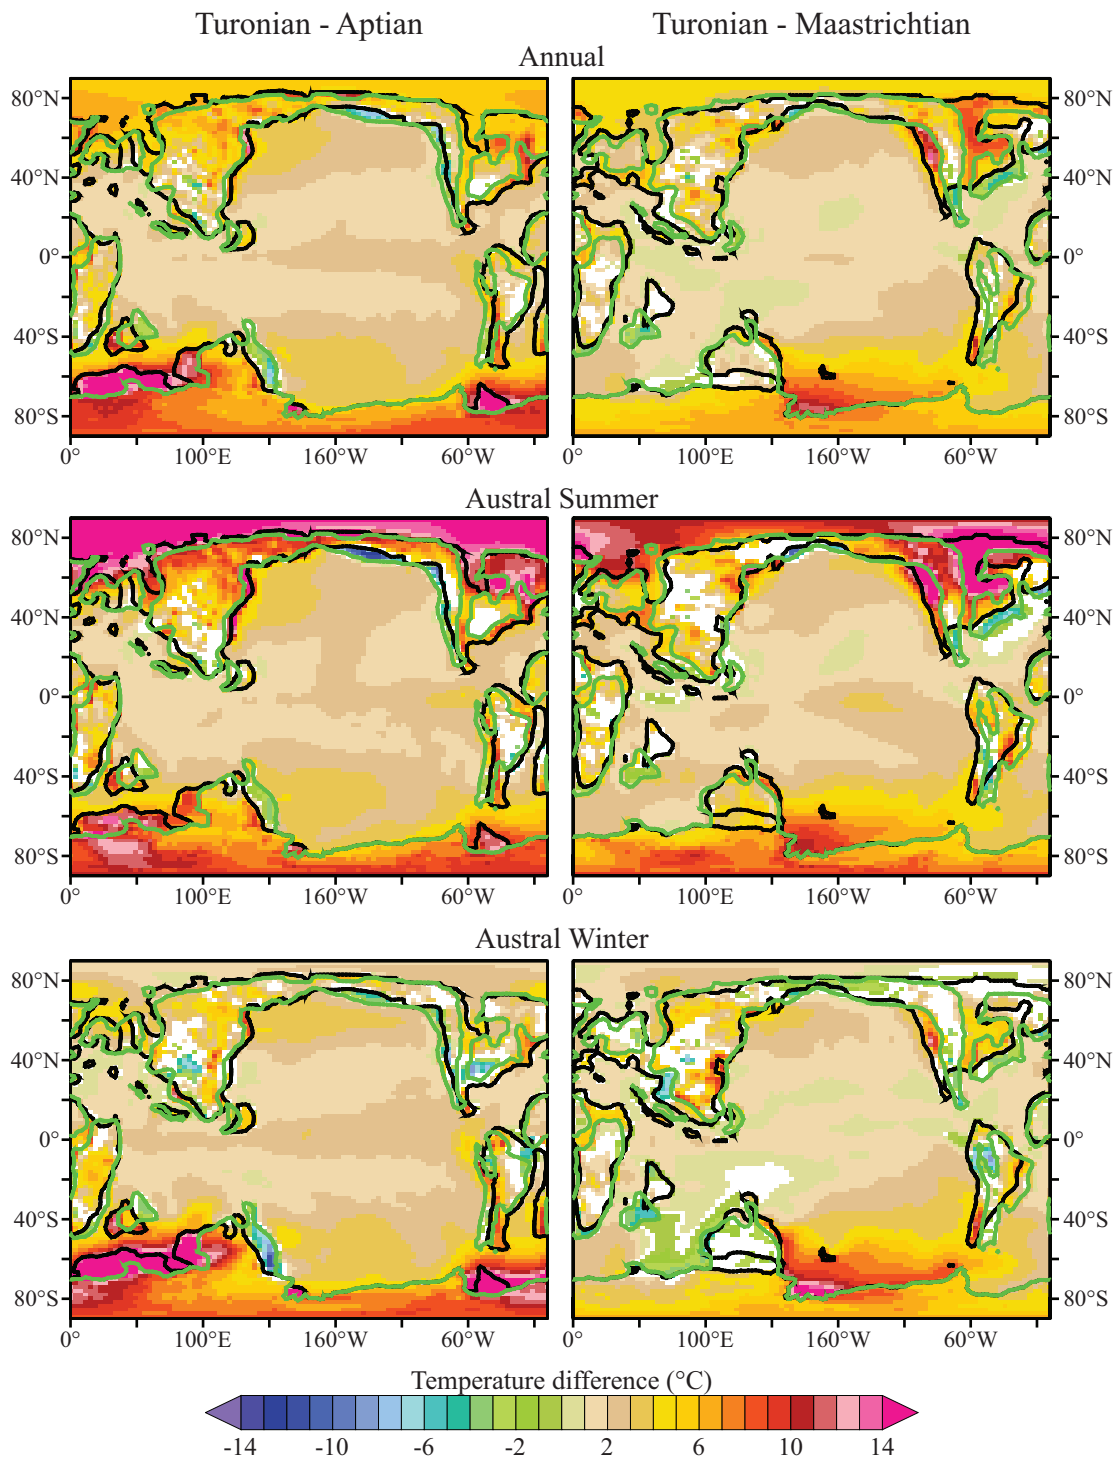 Turonian - Aptian Turonian - Maastrichtian
Annual
80°N 80°N
40°N 40°N
0° 0°
40°S 40°S
80°S 80°S
0° 100°E 160°W 60°W 0° 100°E 160°W 60°W
Austral Summer
80°N 80°N
40°N 40°N
0° 0°
40°S 40°S
80°S 80°S
0° 100°E 160°W 60°W 0° 100°E 160°W 60°W
Austral Winter
80°N 80°N
40°N 40°N
0° 0°
40°S 40°S
80°S 80°S
0° 100°E 160°W 60°W 0° 100°E 160°W 60°W
Temperature difference (°C)
-14 -10 -6 -2 2 6 10 14